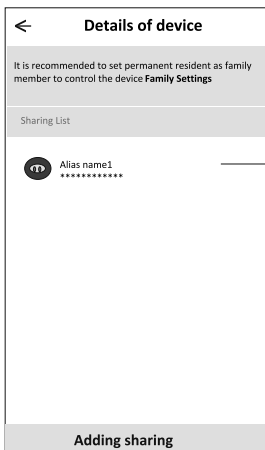 Details of device
It is recommended to set permanent resident as family
member to control the device Family Settings
Sharing List
Alias name1
************
Adding sharing